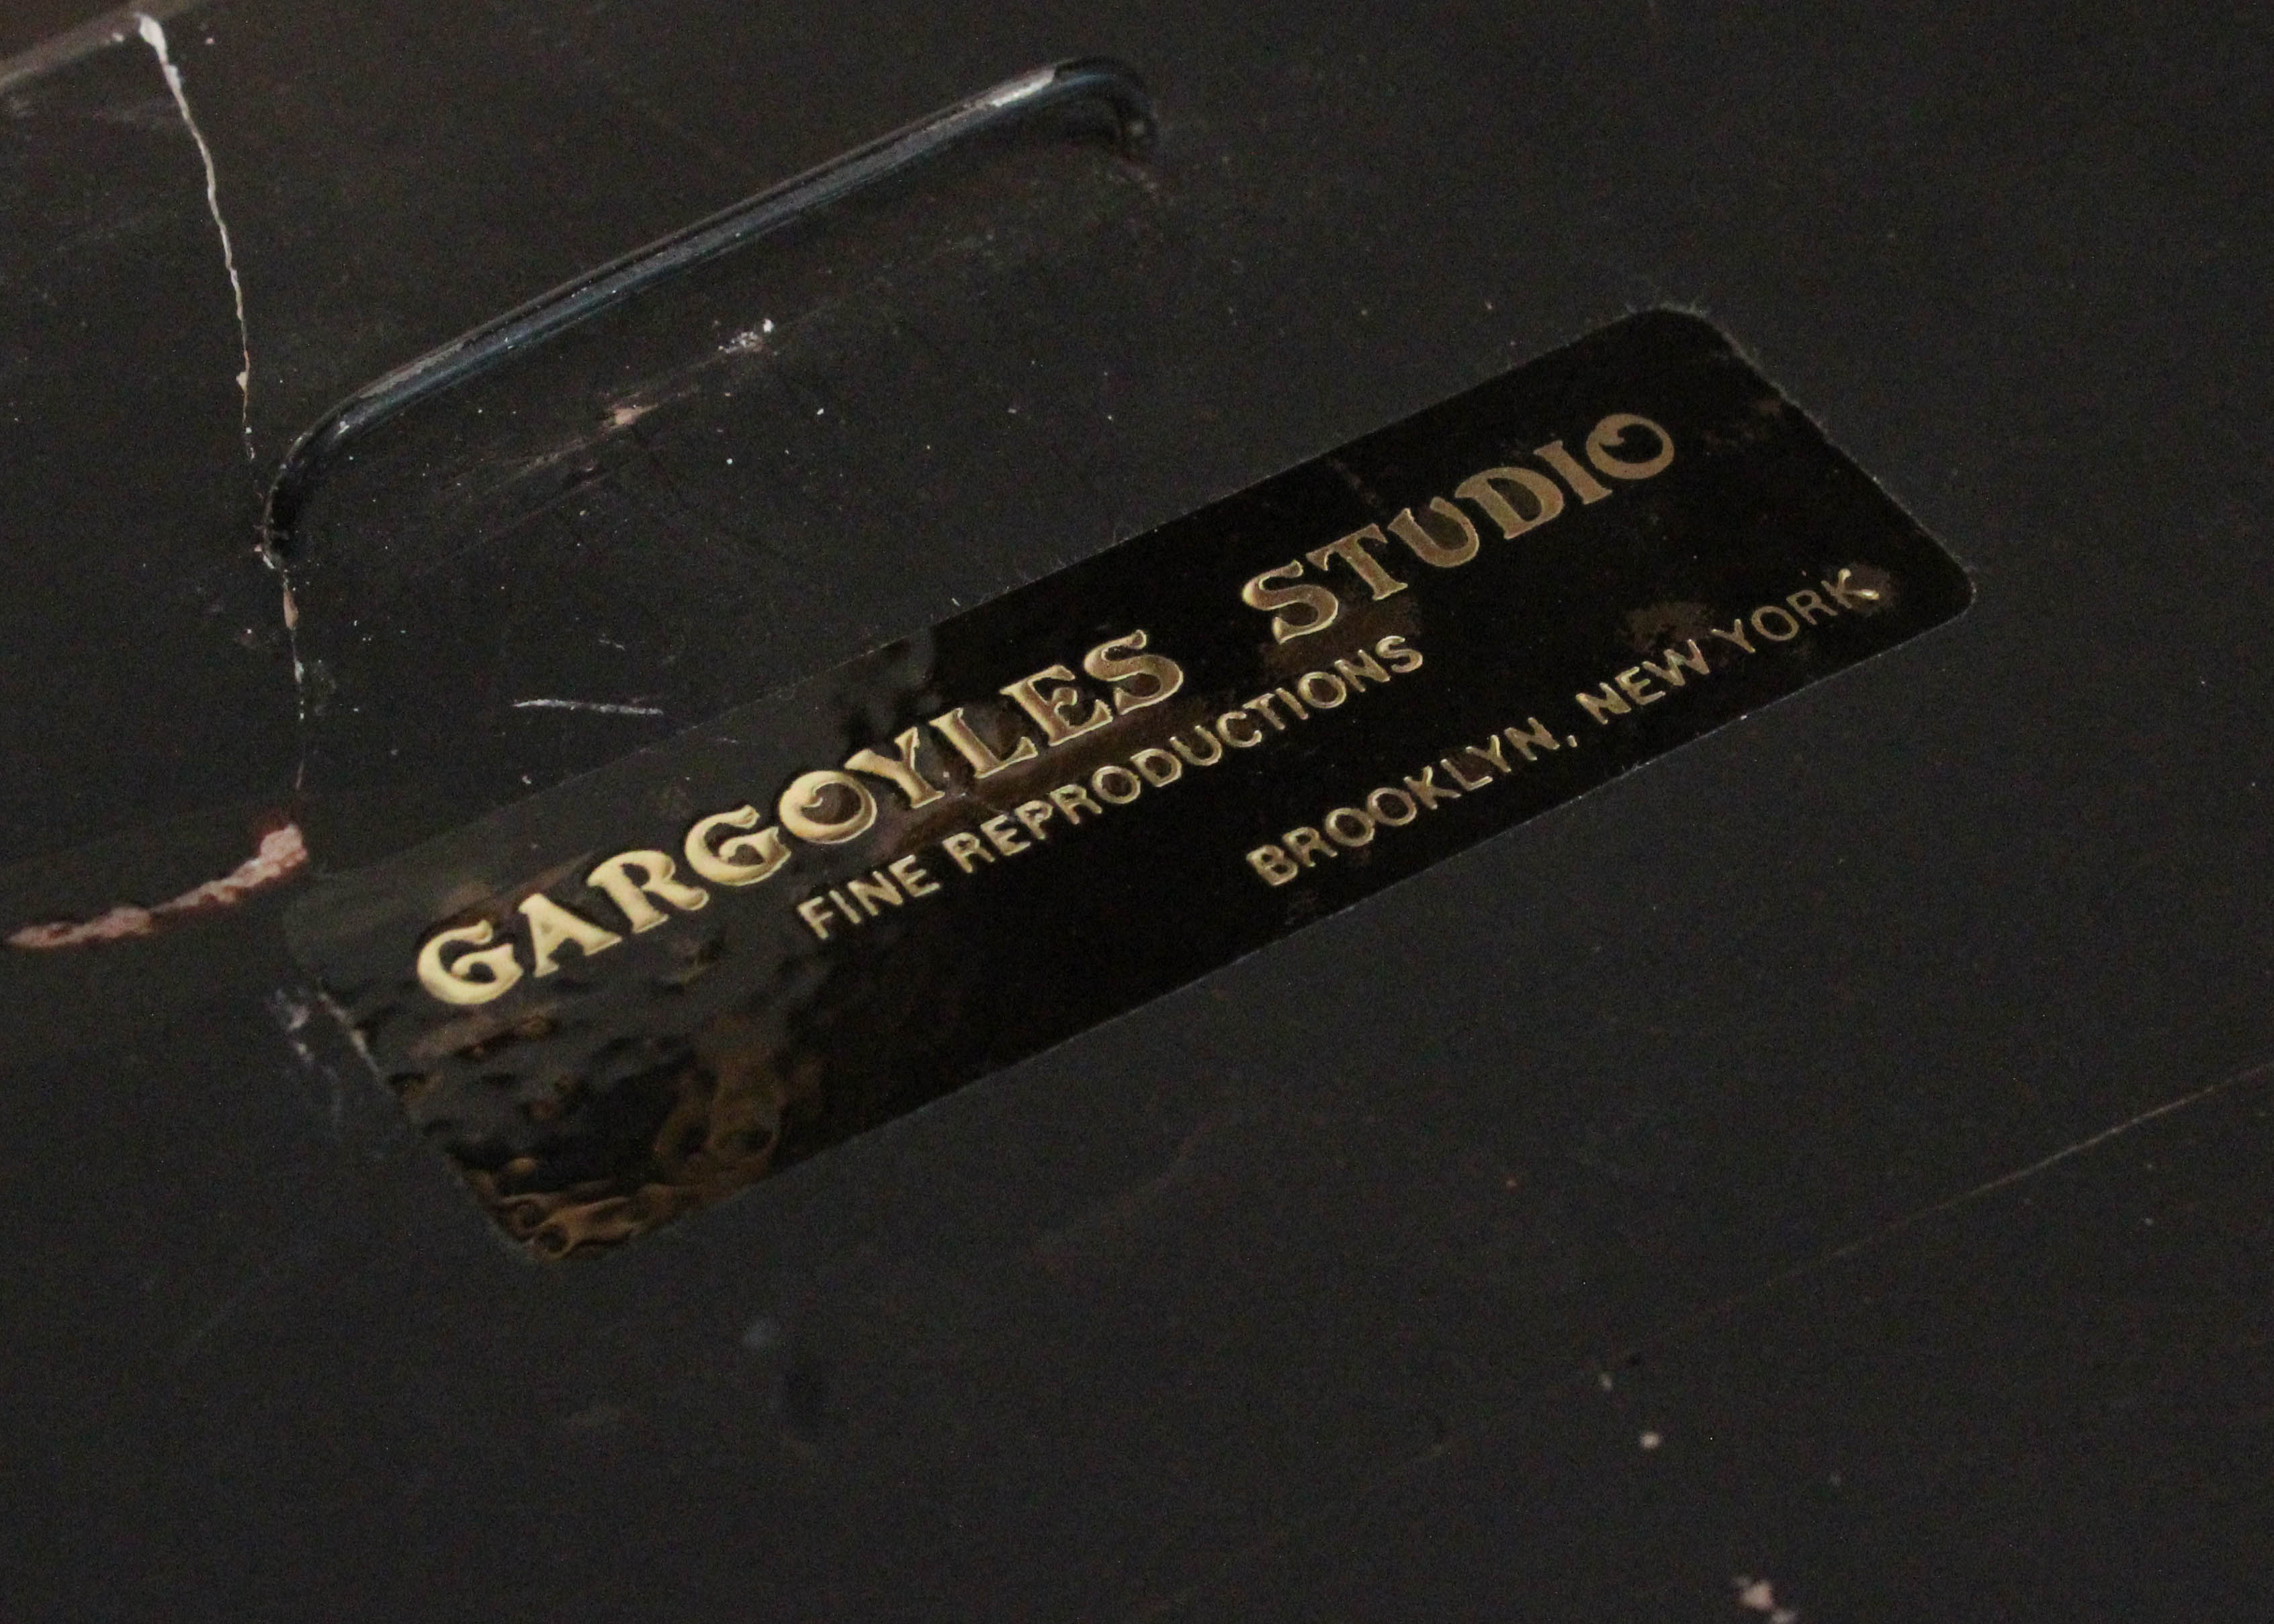 GARGOYLES STUDIO
FINE REPRODUCTIONS
BROOKLYN, NEW YORK